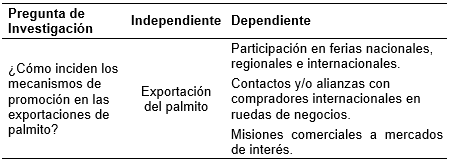 Pregunta de
Investigación
Independiente
Dependiente
¿Cómo inciden los
mecanismos de
promoción en las
exportaciones de
palmito?
Exportación
del palmito
Participación en ferias nacionales,
regionales e internacionales.
Contactos y/o alianzas con
compradores internacionales en
ruedas de negocios.
Misiones comerciales a mercados
de interés.